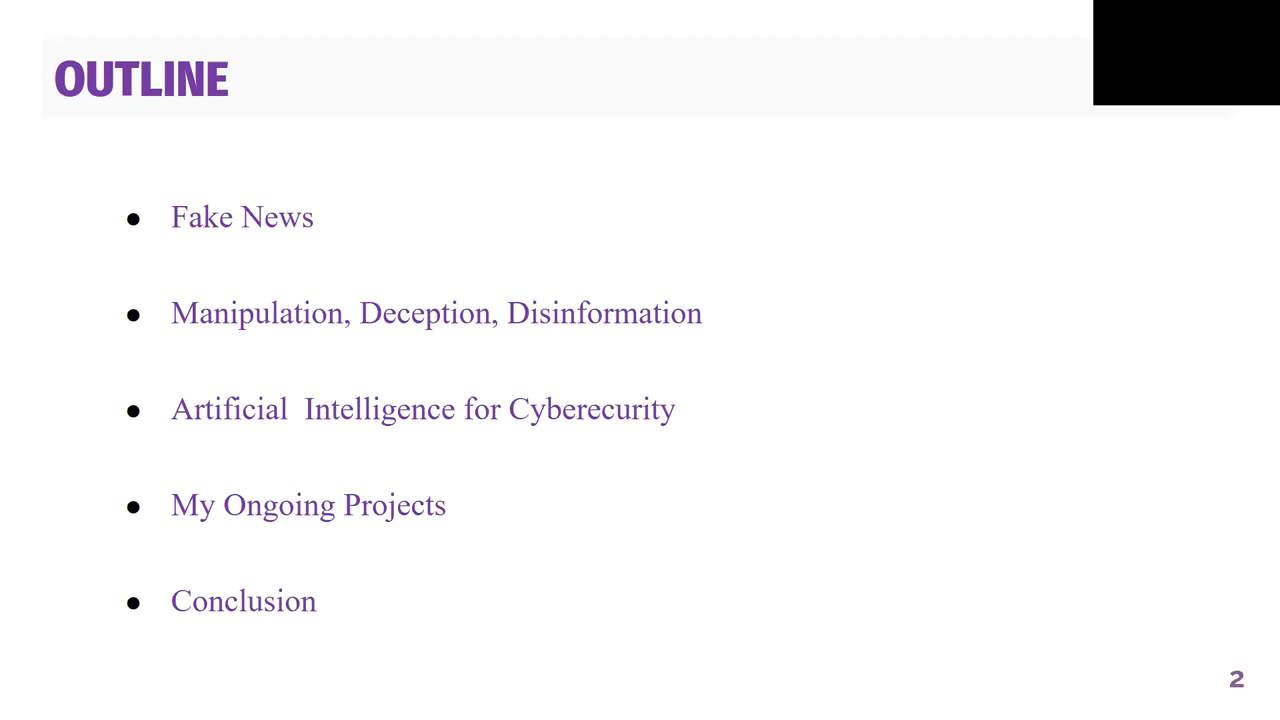 OUTLINE
● Fake News
● Manipulation, Deception, Disinformation
● Artificial  Intelligence for Cyberecurity
● My Ongoing Projects
● Conclusion
2